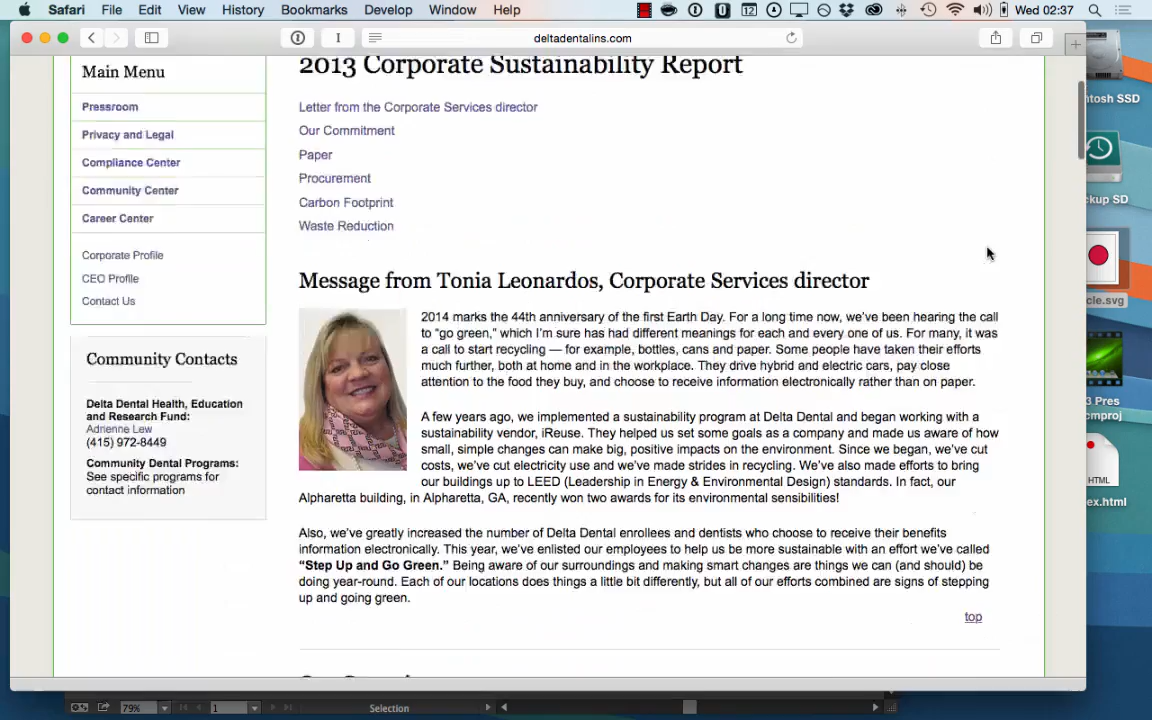 Safari File Edit View History Bookmarks Develop Window Help
12
Wed 02:37
deltadentalins.com
Main Menu
Pressroom
Privacy and Legal
Compliance Center
Community Center
Career Center
Corporate Profile
CEO Profile
Contact Us
Community Contacts
Delta Dental Health, Education
and Research Fund:
Adrienne Lew
(415) 972-8449
Community Dental Programs:
See specific programs for
contact information
2013 Corporate Sustainability Report
Letter from the Corporate Services director
Our Commitment
Paper
Procurement
Carbon Footprint
Waste Reduction
Message from Tonia Leonardos, Corporate Services director
2014 marks the 44th anniversary of the first Earth Day. For a long time now, we've been hearing the call
to "go green," which I'm sure has had different meanings for each and every one of us. For many, it was
a call to start recycling — for example, bottles, cans and paper. Some people have taken their efforts
much further, both at home and in the workplace. They drive hybrid and electric cars, pay close
attention to the food they buy, and choose to receive information electronically rather than on paper.
A few years ago, we implemented a sustainability program at Delta Dental and began working with a
sustainability vendor, iReuse. They helped us set some goals as a company and made us aware of how
small, simple changes can make big, positive impacts on the environment. Since we began, we've cut
costs, we've cut electricity use and we've made strides in recycling. We've also made efforts to bring
our buildings up to LEED (Leadership in Energy & Environmental Design) standards. In fact, our
Alpharetta building, in Alpharetta, GA, recently won two awards for its environmental sensibilities!
Also, we've greatly increased the number of Delta Dental enrollees and dentists who choose to receive their benefits
information electronically. This year, we've enlisted our employees to help us be more sustainable with an effort we've called
“Step Up and Go Green.” Being aware of our surroundings and making smart changes are things we can (and should) be
doing year-round. Each of our locations does things a little bit differently, but all of our efforts combined are signs of stepping
up and going green.
top
ntosh SSD
ckup SD
cle.svg
3 Pres
cmproj
HTML
ex.html
79%
1
Selection